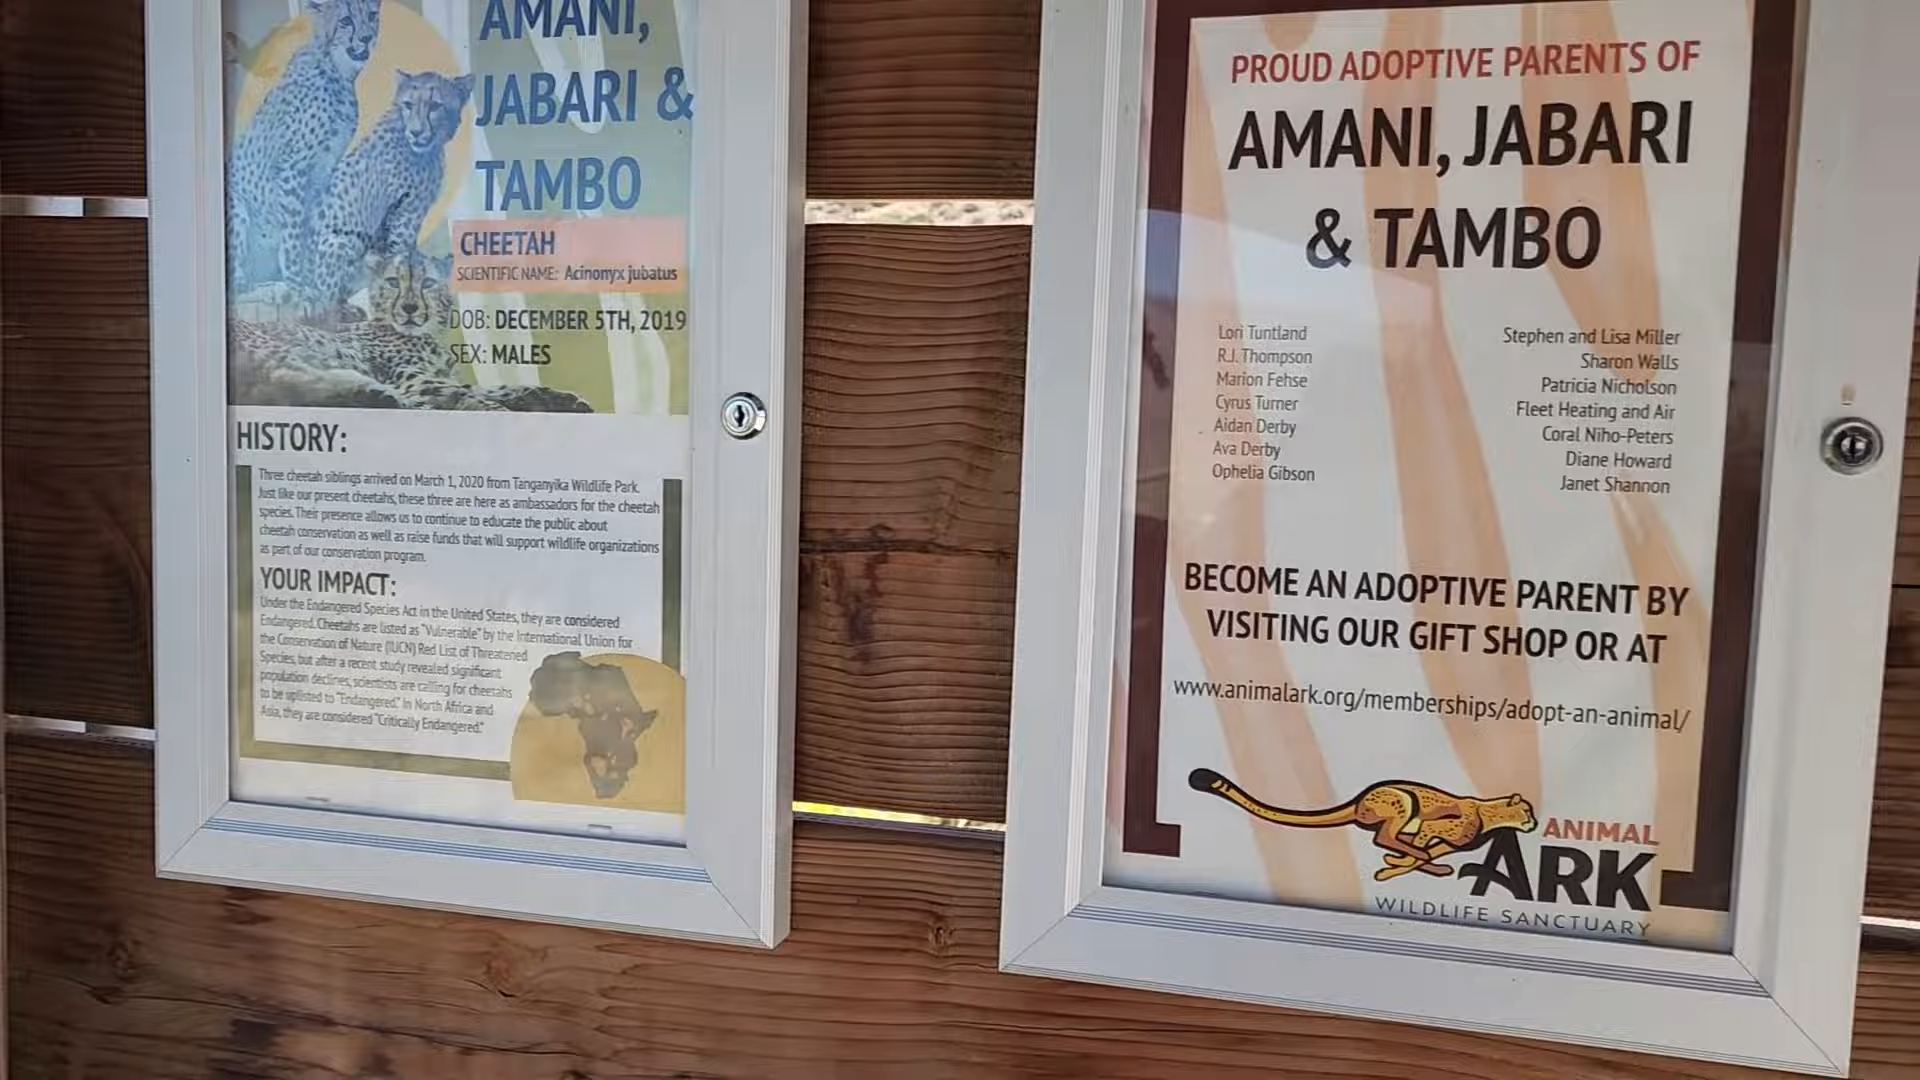 AMANI,
JABARI &
TAMBO
CHEETAH
SCIENTIFIC NAME: Acinonyx jubatus
DOB: DECEMBER 5TH, 2019
SEX: MALES
HISTORY:
Three cheetah siblings arrived on March 1, 2020 from Tanganyika Wildlife Park.
Just like our present cheetahs, these three are here as ambassadors for the cheetah
species. Their presence allows us to continue to educate the public about
cheetah conservation as well as raise funds that will support wildlife organizations
as part of our conservation program.
YOUR IMPACT:
Under the Endangered Species Act in the United States, they are considered
Endangered. Cheetahs are listed as "Vulnerable" by the International Union for
the Conservation of Nature (IUCN) Red List of Threatened
Species, but after a recent study revealed significant
population declines, scientists are calling for cheetahs
to be uplisted to "Endangered." In North Africa and
Asia, they are considered "Critically Endangered."
PROUD ADOPTIVE PARENTS OF
AMANI, JABARI
& TAMBO
Lori Tuntland
R.J. Thompson
Marion Fehse
Cyrus Turner
Aidan Derby
Ava Derby
Ophelia Gibson
Stephen and Lisa Miller
Sharon Walls
Patricia Nicholson
Fleet Heating and Air
Coral Niho-Peters
Diane Howard
Janet Shannon
BECOME AN ADOPTIVE PARENT BY
VISITING OUR GIFT SHOP OR AT
www.animalark.org/memberships/adopt-an-animal/
ANIMAL
ARK
WILDLIFE SANCTUARY